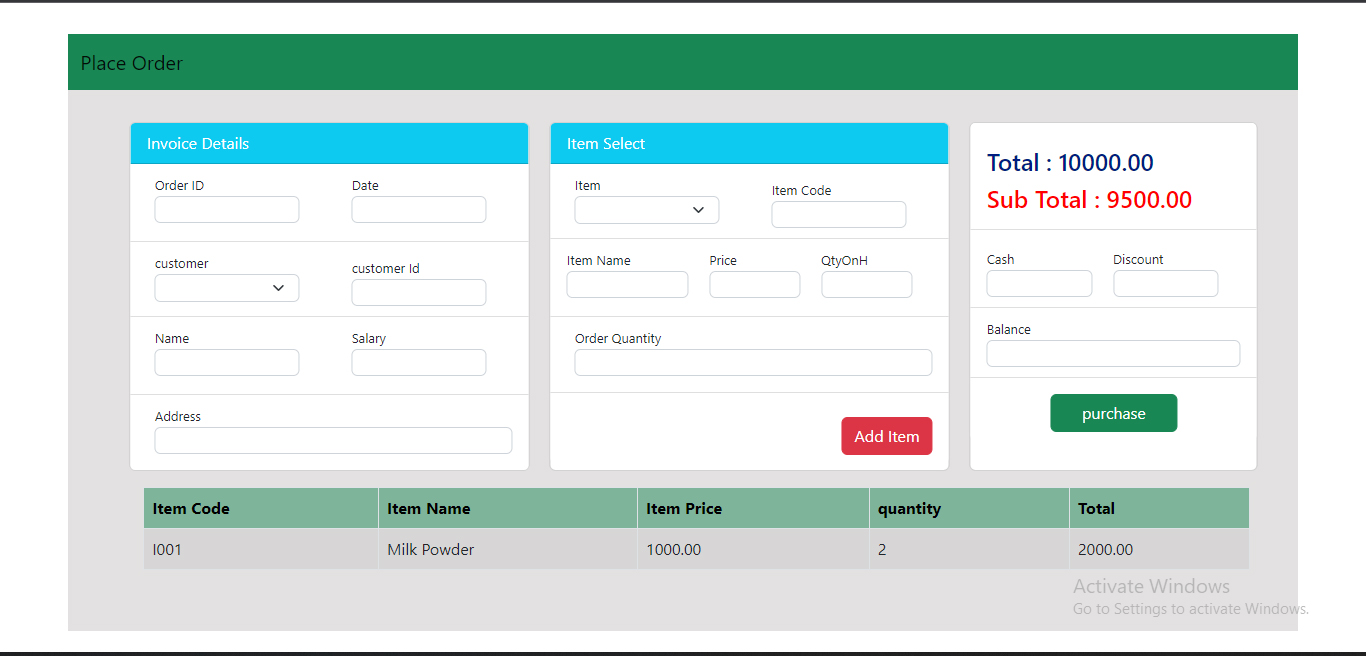 Place Order
Invoice Details
Order ID Date
customer customer Id
Name Salary
Address
Item Select
Item Item Code
Item Name Price QtyOnH
Order Quantity
Add Item
Total : 10000.00
Sub Total : 9500.00
Cash Discount
Balance
purchase
Item Code Item Name Item Price quantity Total
I001 Milk Powder 1000.00 2 2000.00
Activate Windows
Go to Settings to activate Windows.